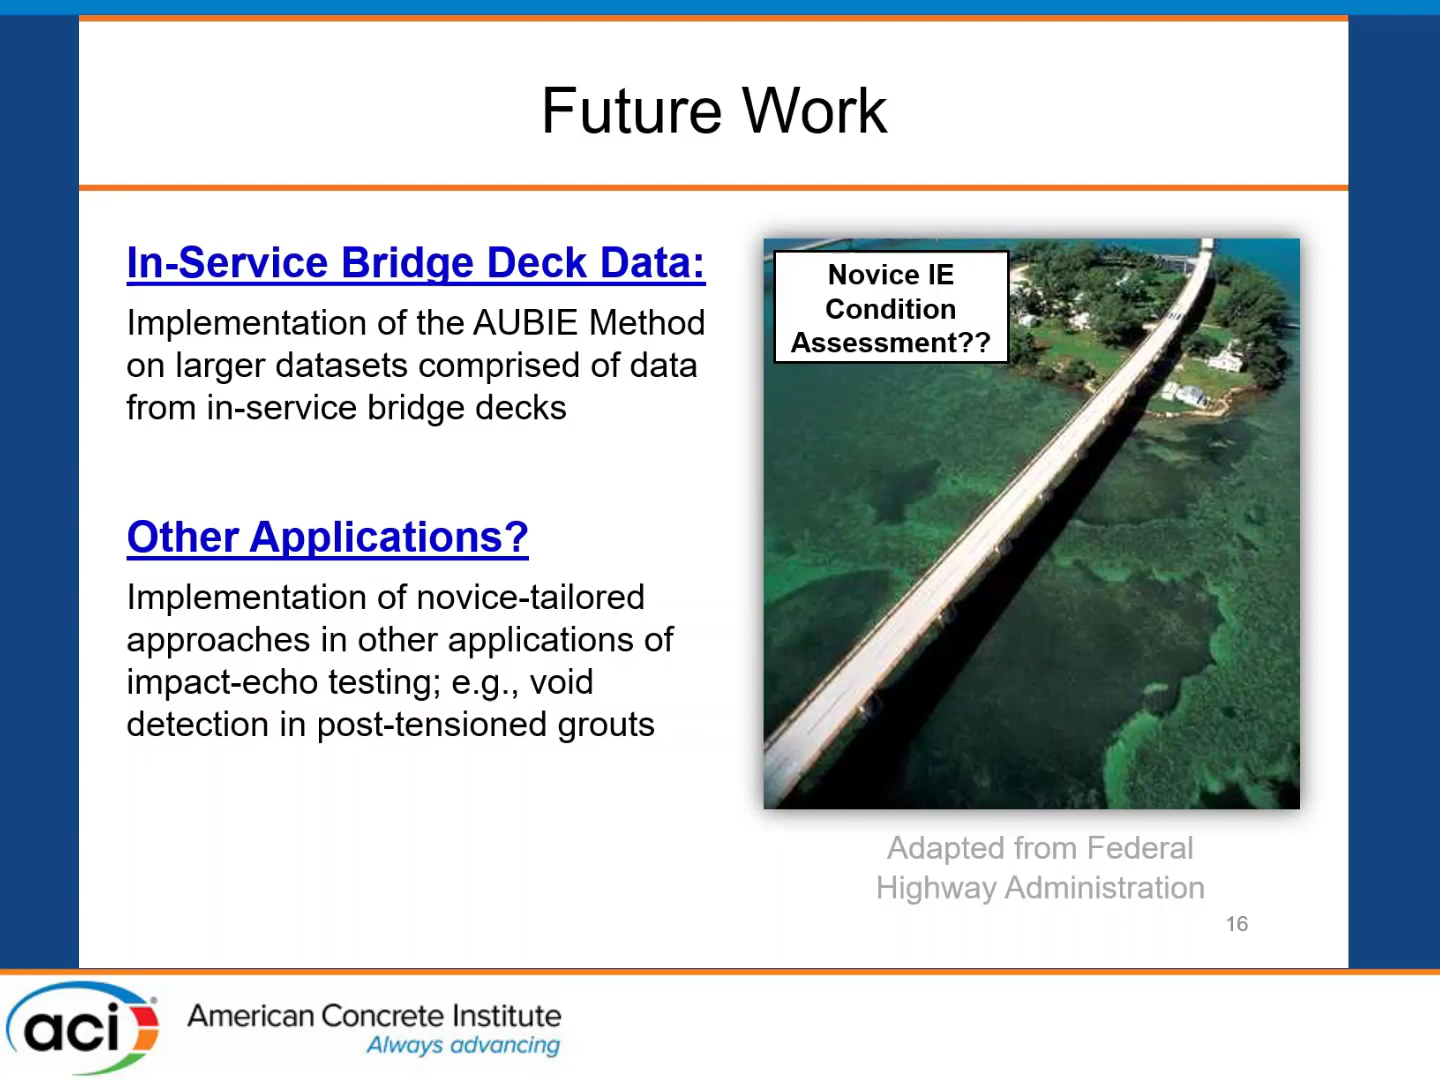 Future Work
In-Service Bridge Deck Data:
Implementation of the AUBIE Method
on larger datasets comprised of data
from in-service bridge decks
Other Applications?
Implementation of novice-tailored
approaches in other applications of
impact-echo testing; e.g., void
detection in post-tensioned grouts
Novice IE
Condition
Assessment??
Adapted from Federal
Highway Administration
16
aci
American Concrete Institute
Always advancing